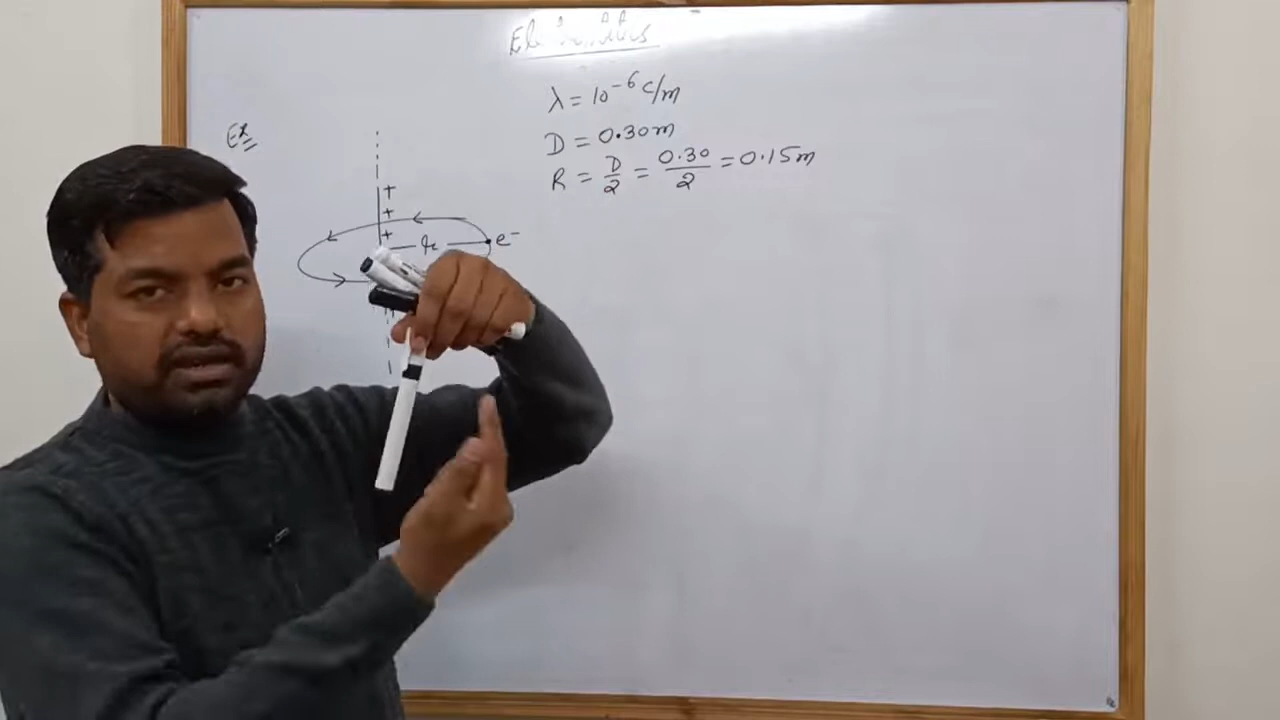 λ = 10⁻⁶ C/m
Ex
D = 0.30 m
R = D/2 = 0.30/2 = 0.15 m
+
+
+
e⁻